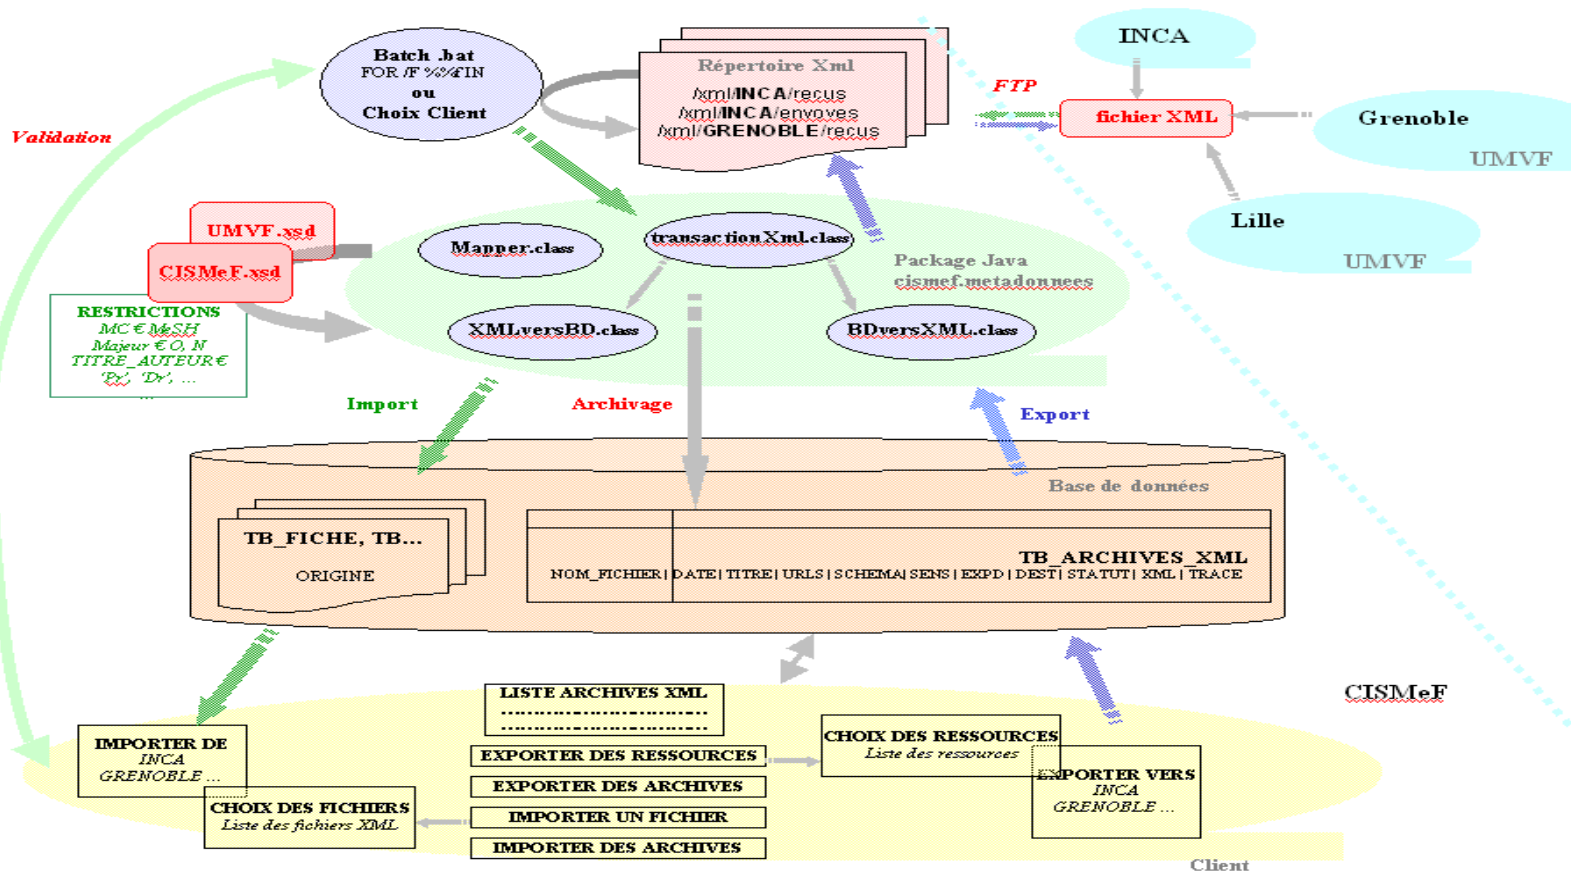 Batch .bat
FOR /F %%f IN
ou
Choix Client
Répertoire Xml
/xml/INCA/recus
/xml/INCA/envoyes
/xml/GRENOBLE/recus
FTP
INCA
fichier XML
Grenoble
UMVF
Lille
UMVF
Validation
UMVF.xsd
CISMeF.xsd
RESTRICTIONS
MC € MeSH
Majeur € O, N
TITRE_AUTEUR €
'Pr', 'Dr', ...
...
Mapper.class
transactionXml.class
Package Java
cismef.metadonnees
XMLversBD.class
BDversXML.class
Import
Archivage
Export
Base de données
TB_FICHE, TB...
ORIGINE
TB_ARCHIVES_XML
NOM_FICHIER | DATE | TITRE | URLS | SCHEMA | SENS | EXPD | DEST | STATUT | XML | TRACE
CISMeF
LISTE ARCHIVES XML
IMPORTER DE
INCA
GRENOBLE ...
CHOIX DES FICHIERS
Liste des fichiers XML
EXPORTER DES RESSOURCES
EXPORTER DES ARCHIVES
IMPORTER UN FICHIER
IMPORTER DES ARCHIVES
CHOIX DES RESSOURCES
Liste des ressources
EXPORTER VERS
INCA
GRENOBLE ...
Client